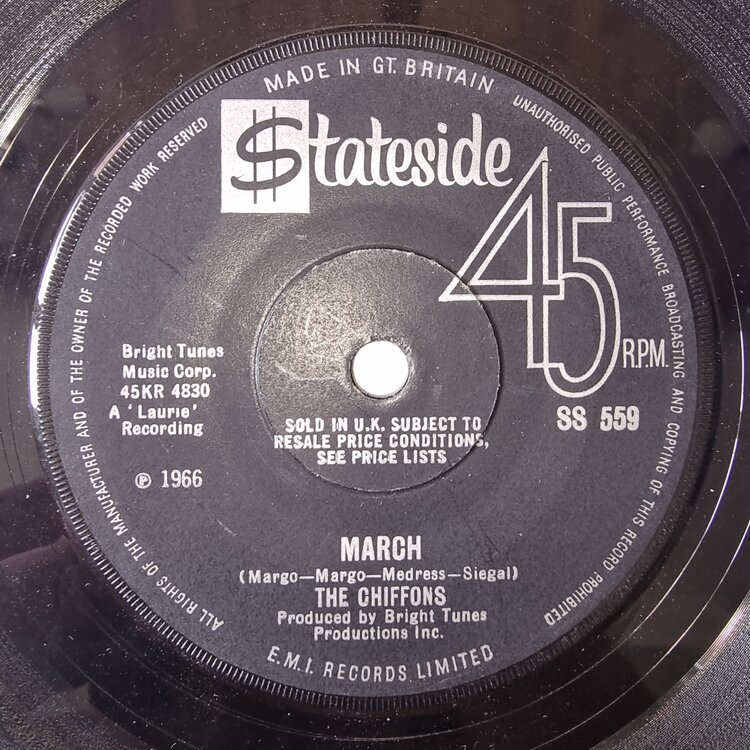 MADE IN GT. BRITAIN
UNAUTHORISED PUBLIC PERFORMANCE BROADCASTING AND COPYING OF THIS RECORD PROHIBITED
ALL RIGHTS OF THE MANUFACTURER AND OF THE OWNER OF THE RECORDED WORK RESERVED
$tateside
45
R.P.M.
Bright Tunes
Music Corp.
45KR 4830
A ‘Laurie’
Recording
SS 559
SOLD IN U.K. SUBJECT TO
RESALE PRICE CONDITIONS,
SEE PRICE LISTS
℗ 1966
MARCH
(Margo—Margo—Medress—Siegal)
THE CHIFFONS
Produced by Bright Tunes
Productions Inc.
E.M.I. RECORDS LIMITED